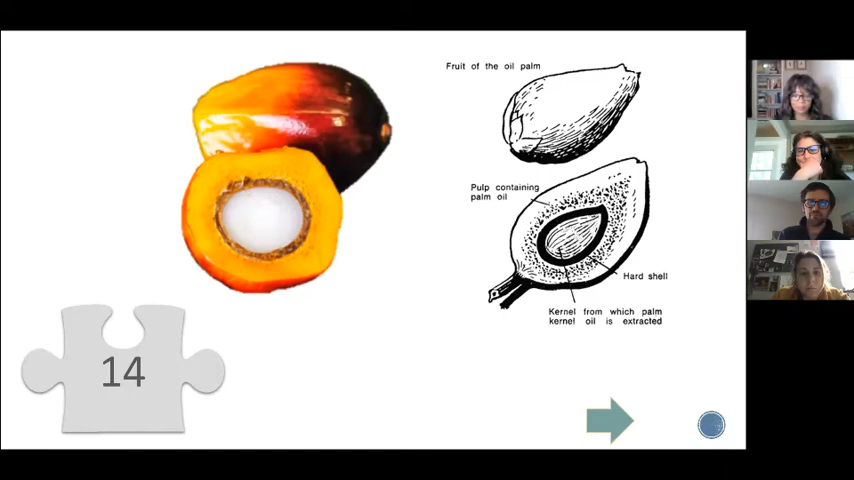 Fruit of the oil palm
Pulp containing
palm oil
Hard shell
Kernel from which palm
kernel oil is extracted
14